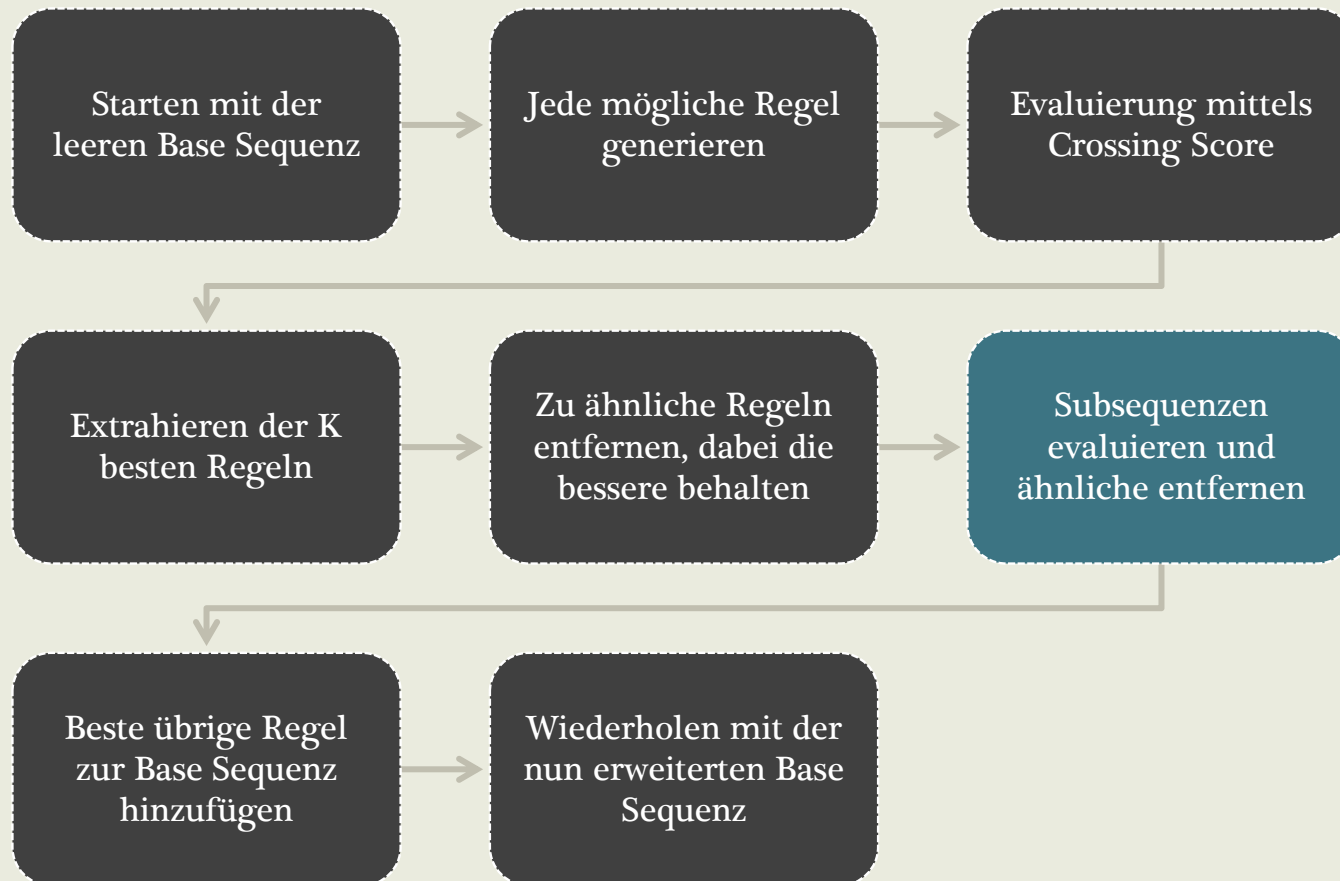 Starten mit der
leeren Base Sequenz
Jede mögliche Regel
generieren
Evaluierung mittels
Crossing Score
Extrahieren der K
besten Regeln
Zu ähnliche Regeln
entfernen, dabei die
bessere behalten
Subsequenzen
evaluieren und
ähnliche entfernen
Beste übrige Regel
zur Base Sequenz
hinzufügen
Wiederholen mit der
nun erweiterten Base
Sequenz